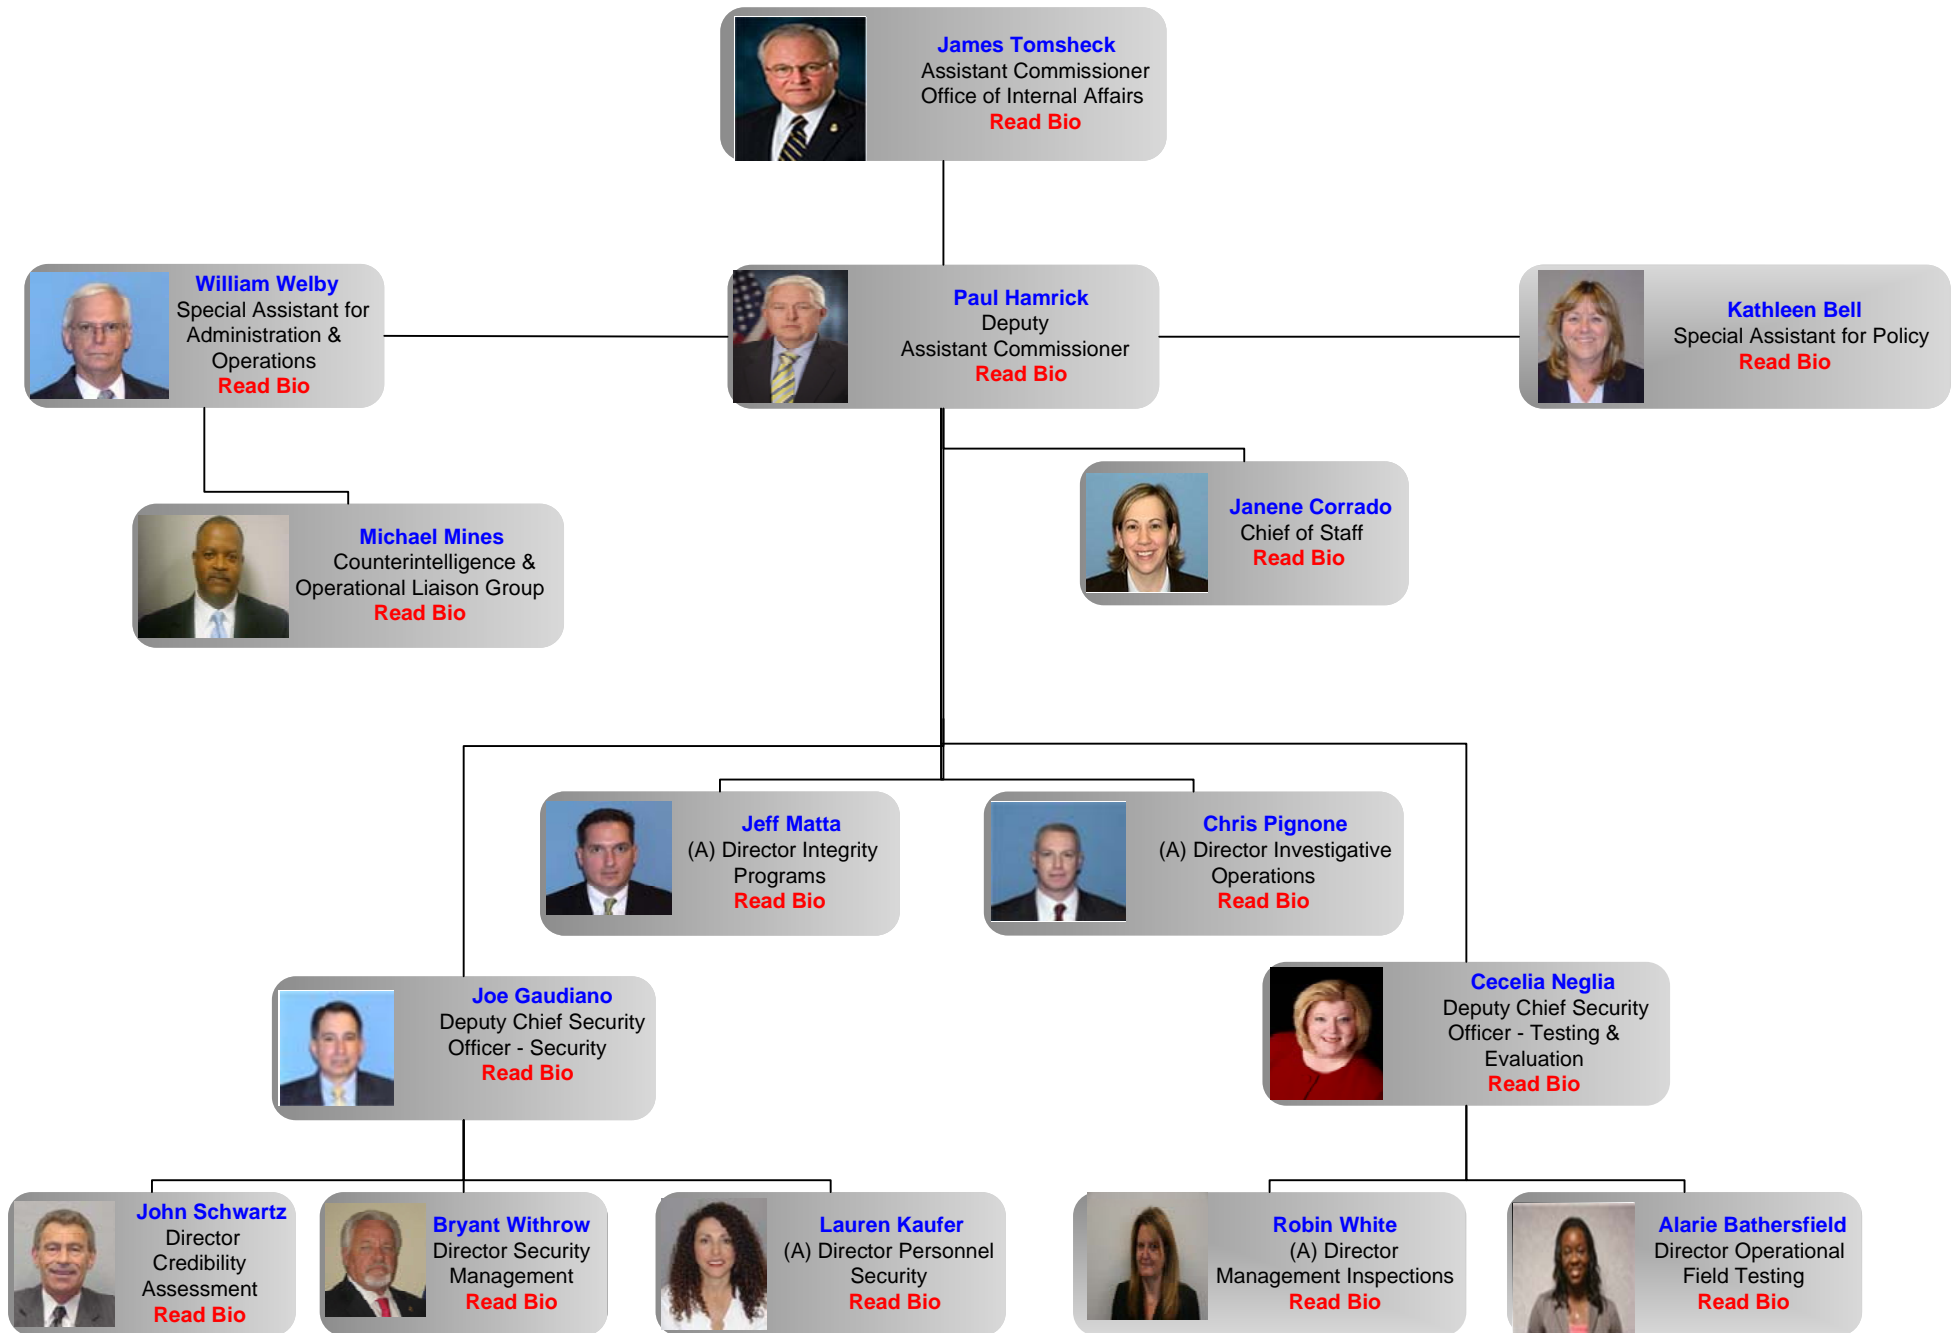 James Tomsheck
Assistant Commissioner
Office of Internal Affairs
Read Bio
William Welby
Special Assistant for
Administration &
Operations
Read Bio
Paul Hamrick
Deputy
Assistant Commissioner
Read Bio
Kathleen Bell
Special Assistant for Policy
Read Bio
Michael Mines
Counterintelligence &
Operational Liaison Group
Read Bio
Janene Corrado
Chief of Staff
Read Bio
Jeff Matta
(A) Director Integrity
Programs
Read Bio
Chris Pignone
(A) Director Investigative
Operations
Read Bio
Joe Gaudiano
Deputy Chief Security
Officer - Security
Read Bio
Cecelia Neglia
Deputy Chief Security
Officer - Testing &
Evaluation
Read Bio
John Schwartz
Director
Credibility
Assessment
Read Bio
Bryant Withrow
Director Security
Management
Read Bio
Lauren Kaufer
(A) Director Personnel
Security
Read Bio
Robin White
(A) Director
Management Inspections
Read Bio
Alarie Bathersfield
Director Operational
Field Testing
Read Bio